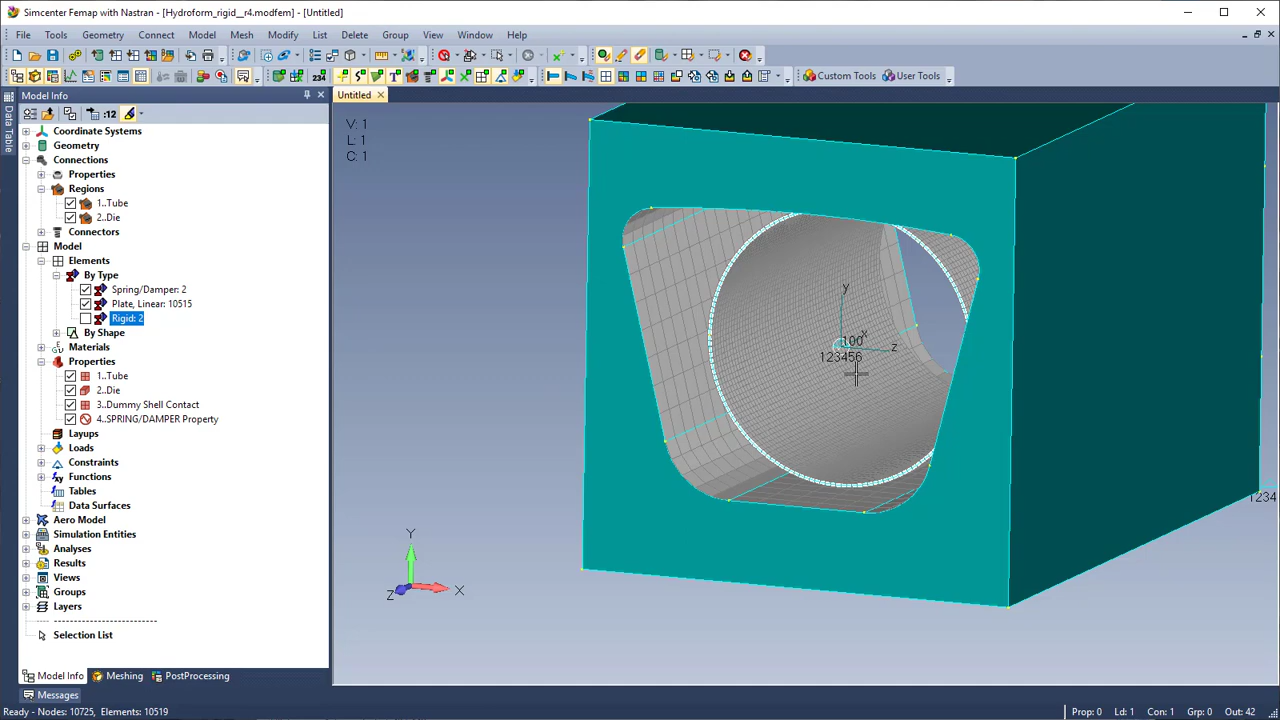 Simcenter Femap with Nastran - [Hydroform_rigid__r4.modfem] - [Untitled]
File Tools Geometry Connect Model Mesh Modify List Delete Group View Window Help
234
Custom Tools User Tools
Data Table
Model Info
:12
Coordinate Systems
Geometry
Connections
Properties
Regions
1..Tube
2..Die
Connectors
Model
Elements
By Type
Spring/Damper: 2
Plate, Linear: 10515
Rigid: 2
By Shape
Materials
Properties
1..Tube
2..Die
3..Dummy Shell Contact
4..SPRING/DAMPER Property
Layups
Loads
Constraints
Functions
Tables
Data Surfaces
Aero Model
Simulation Entities
Analyses
Results
Views
Groups
Layers
Selection List
Model Info Meshing PostProcessing
Messages
Untitled
V: 1
L: 1
C: 1
y
x
100
z
123456
1234
Y
X
Z
Ready - Nodes: 10725, Elements: 10519 Prop: 0 Ld: 1 Con: 1 Grp: 0 Out: 42